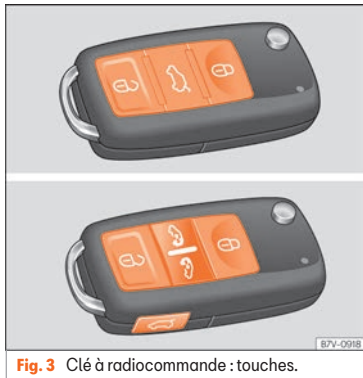 B7V-0918
Fig. 3 Clé à radiocommande : touches.